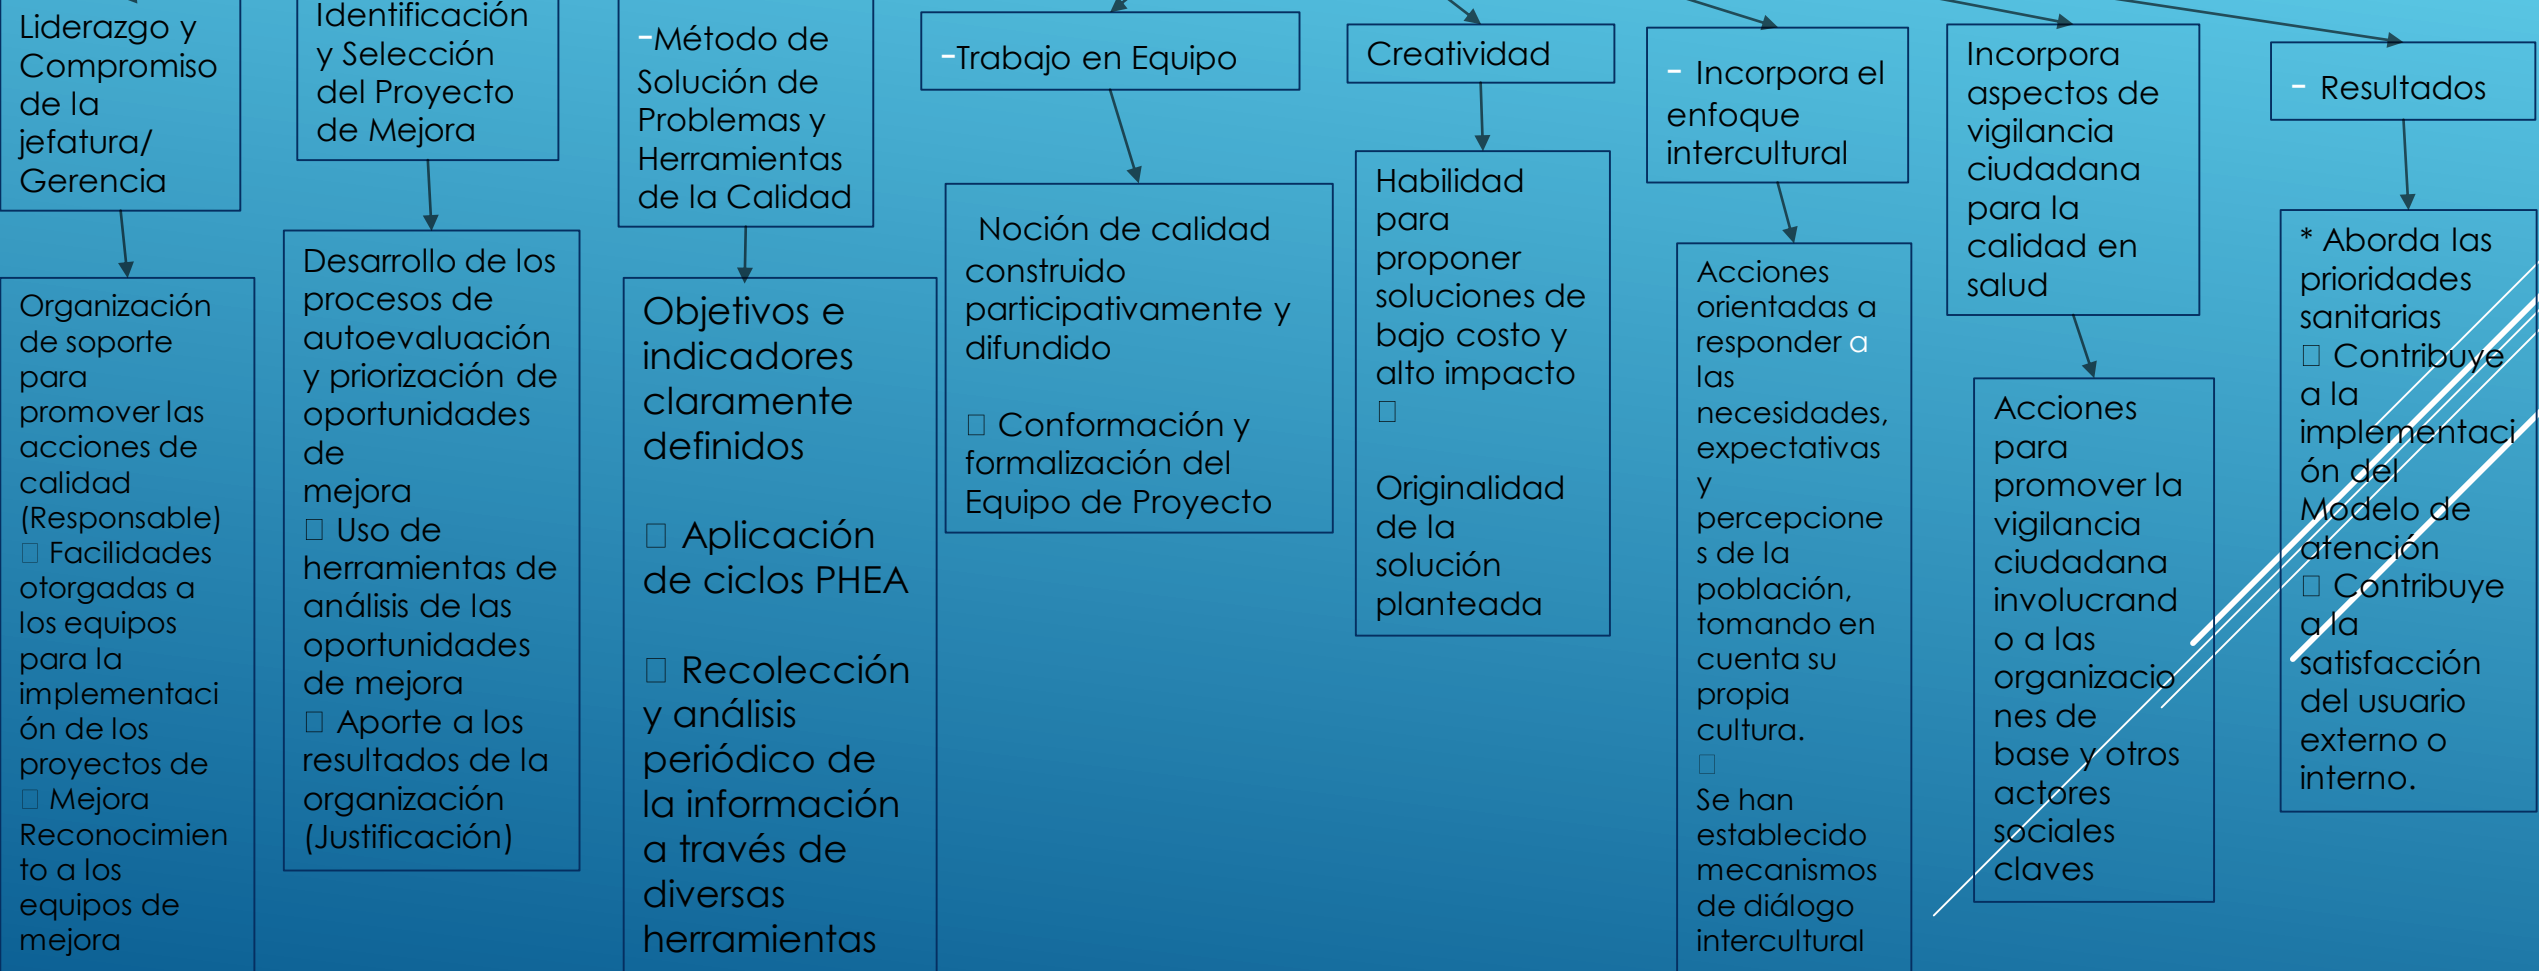 Liderazgo y
Compromiso
de la
jefatura/
Gerencia
Organización
de soporte
para
promover las
acciones de
calidad
(Responsable)
Facilidades
otorgadas a
los equipos
para la
implementaci
ón de los
proyectos de
Mejora
Reconocimien
to a los
equipos de
mejora
Identificación
y Selección
del Proyecto
de Mejora
Desarrollo de los
procesos de
autoevaluación
y priorización de
oportunidades
de
mejora
Uso de
herramientas de
análisis de las
oportunidades
de mejora
Aporte a los
resultados de la
organización
(Justificación)
-Método de
Solución de
Problemas y
Herramientas
de la Calidad
Objetivos e
indicadores
claramente
definidos
Aplicación
de ciclos PHEA
Recolección
y análisis
periódico de
la información
a través de
diversas
herramientas
-Trabajo en Equipo
Noción de calidad
construido
participativamente y
difundido
Conformación y
formalización del
Equipo de Proyecto
Creatividad
Habilidad
para
proponer
soluciones de
bajo costo y
alto impacto
Originalidad
de la
solución
planteada
- Incorpora el
enfoque
intercultural
Acciones
orientadas a
responder a
las
necesidades,
expectativas
y
percepcione
s de la
población,
tomando en
cuenta su
propia
cultura.
Se han
establecido
mecanismos
de diálogo
intercultural
Incorpora
aspectos de
vigilancia
ciudadana
para la
calidad en
salud
Acciones
para
promover la
vigilancia
ciudadana
involucrand
o a las
organizacio
nes de
base y otros
actores
sociales
claves
- Resultados
* Aborda las
prioridades
sanitarias
Contribuye
a la
implementaci
ón del
Modelo de
atención
Contribuye
a la
satisfacción
del usuario
externo o
interno.